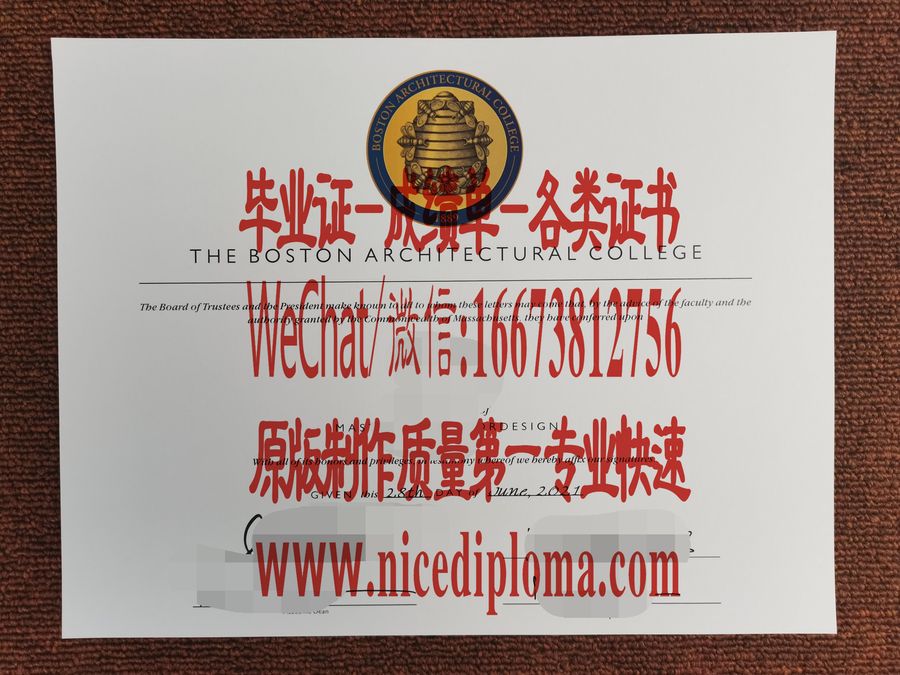 BOSTON ARCHITECTURAL COLLEGE
1889
毕业证－成绩单－各类证书
THE BOSTON ARCHITECTURAL COLLEGE
The Board of Trustees and the President make known to all to whom these letters may come that, by the advice of the faculty and the
authority granted by the Commonwealth of Massachusetts, they have conferred upon
WeChat/微信:16673812756
MAS
DESIGN
原版制作质量第一专业快速
With all of its honors and privileges, in testimony whereof we hereby affix our signatures
GIVEN this 28th DAY of June, 2021
www.nicediploma.com
Dean